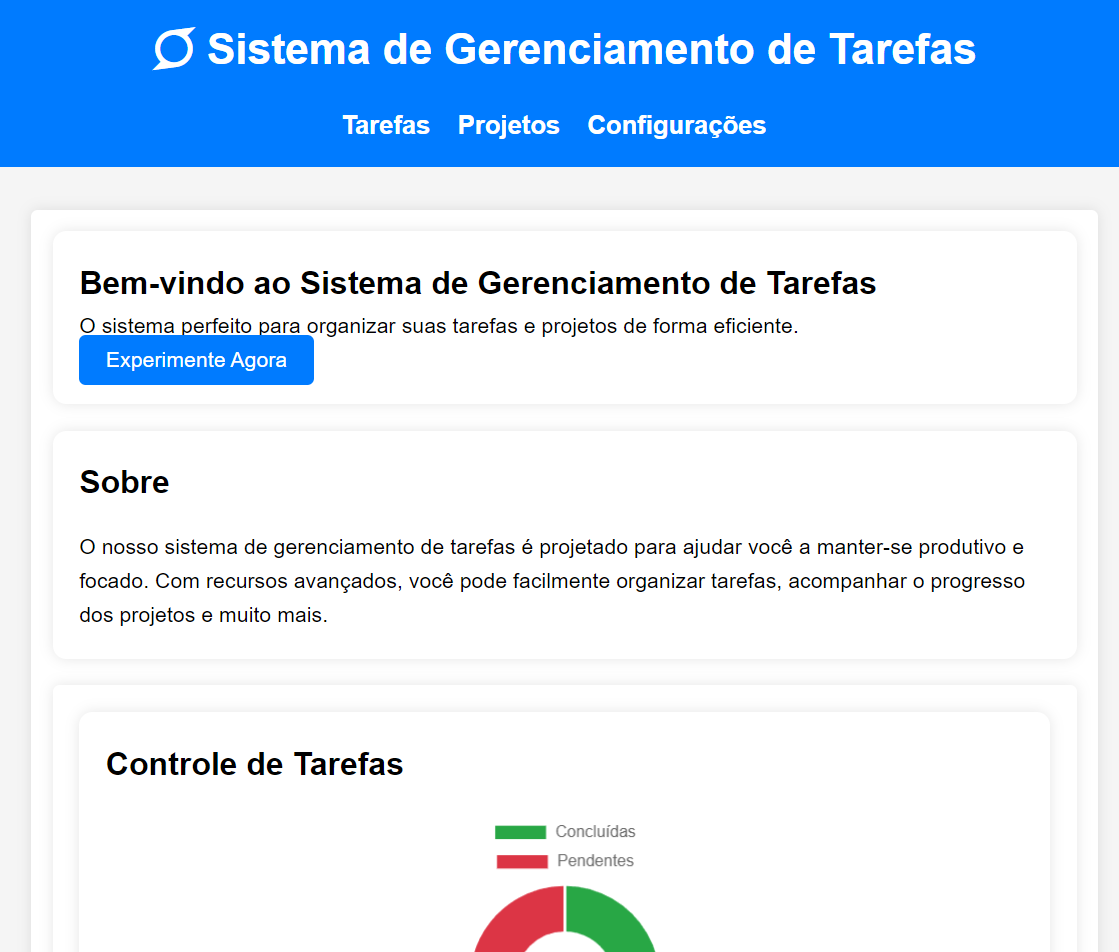 Sistema de Gerenciamento de Tarefas
Tarefas Projetos Configurações
Bem-vindo ao Sistema de Gerenciamento de Tarefas
O sistema perfeito para organizar suas tarefas e projetos de forma eficiente.
Experimente Agora
Sobre
O nosso sistema de gerenciamento de tarefas é projetado para ajudar você a manter-se produtivo e
focado. Com recursos avançados, você pode facilmente organizar tarefas, acompanhar o progresso
dos projetos e muito mais.
Controle de Tarefas
Concluídas
Pendentes